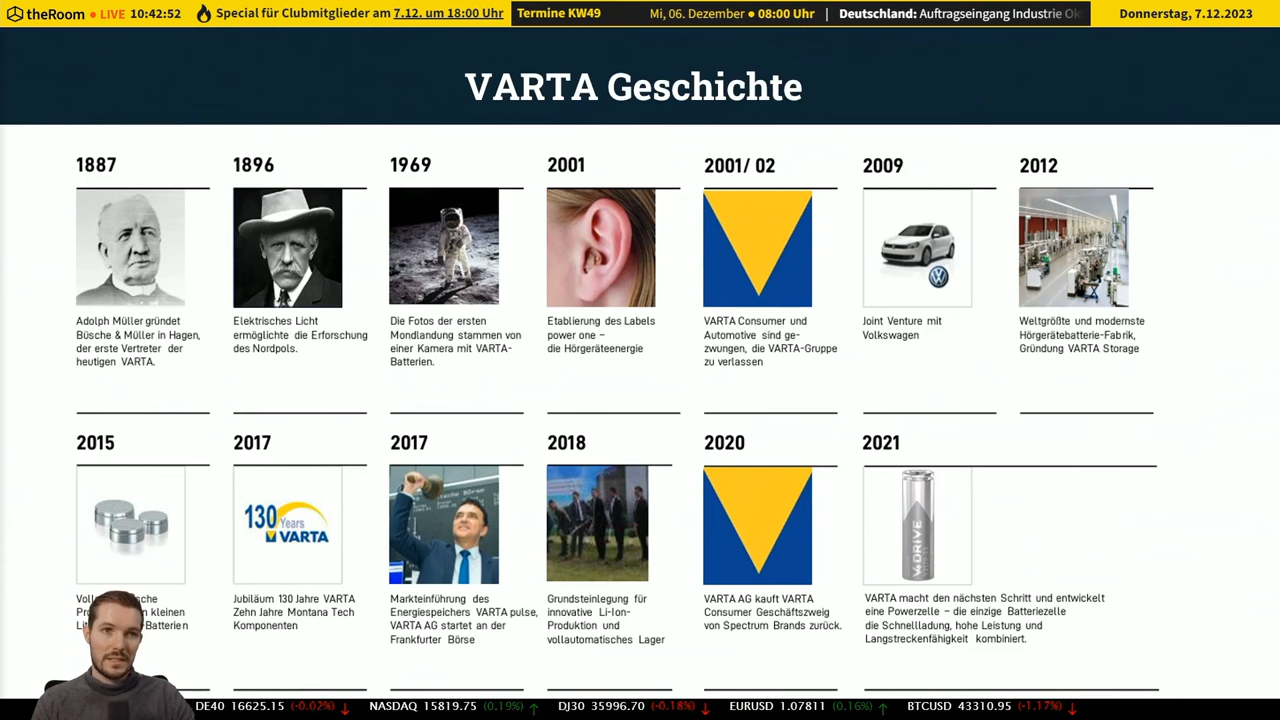 theRoom • LIVE 10:42:52
Special für Clubmitglieder am 7.12. um 18:00 Uhr
Termine KW49
Mi, 06. Dezember ● 08:00 Uhr | Deutschland: Auftragseingang Industrie
Donnerstag, 7.12.2023
VARTA Geschichte
1887
Adolph Müller gründet
Büsche & Müller in Hagen,
der erste Vertreter der
heutigen VARTA.
1896
Elektrisches Licht
ermöglichte die Erforschung
des Nordpols.
1969
Die Fotos der ersten
Mondlandung stammen von
einer Kamera mit VARTA-
Batterien.
2001
Etablierung des Labels
power one –
die Hörgeräteenergie
2001/ 02
VARTA Consumer und
Automotive sind ge-
zwungen, die VARTA-Gruppe
zu verlassen
2009
Joint Venture mit
Volkswagen
2012
Weltgrößte und modernste
Hörgerätebatterie-Fabrik,
Gründung VARTA Storage
2015
kleinen
Batterien
2017
130 Years
VARTA
Jubiläum 130 Jahre VARTA
Zehn Jahre Montana Tech
Komponenten
2017
Markteinführung des
Energiespeichers VARTA pulse,
VARTA AG startet an der
Frankfurter Börse
2018
Grundsteinlegung für
innovative Li-Ion-
Produktion und
vollautomatisches Lager
2020
VARTA AG kauft VARTA
Consumer Geschäftszweig
von Spectrum Brands zurück.
2021
V4DRIVE
VARTA macht den nächsten Schritt und entwickelt
eine Powerzelle – die einzige Batteriezelle
die Schnellladung, hohe Leistung und
Langstreckenfähigkeit kombiniert.
DE40 16625.15 (-0.02%) ↓ NASDAQ 15819.75 (0.19%) ↑ DJ30 35996.70 (-0.18%) ↓ EURUSD 1.07811 (0.16%) ↑ BTCUSD 43310.95 (-1.17%) ↓